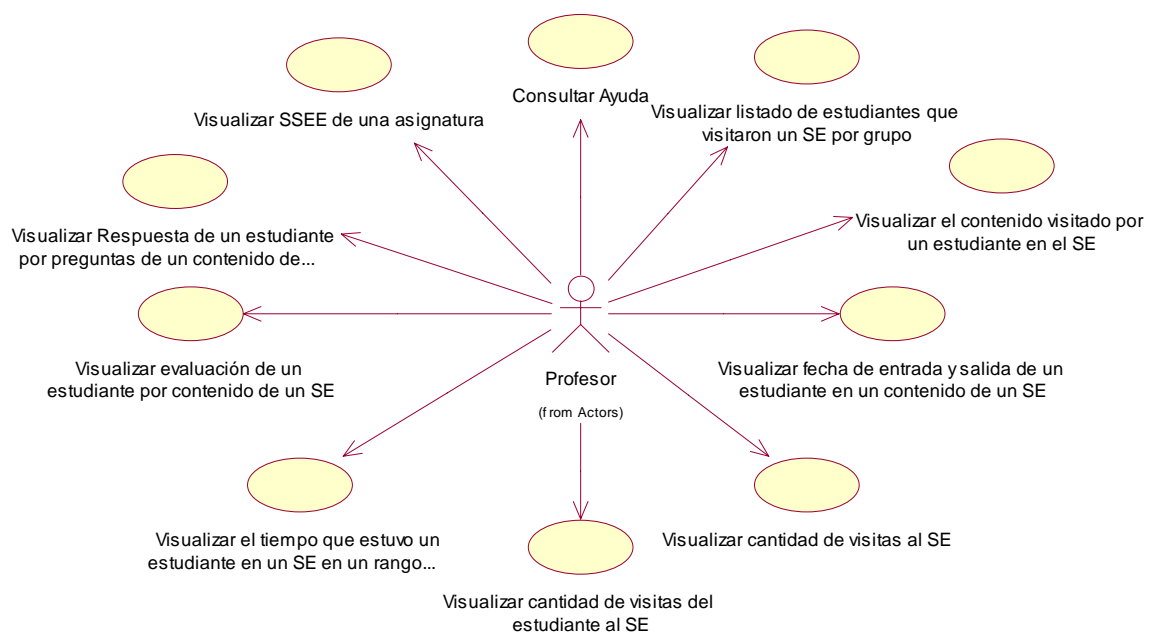 Consultar Ayuda
Visualizar SSEE de una asignatura
Visualizar listado de estudiantes que
visitaron un SE por grupo
Visualizar Respuesta de un estudiante
por preguntas de un contenido de...
Visualizar el contenido visitado por
un estudiante en el SE
Visualizar evaluación de un
estudiante por contenido de un SE
Profesor
(from Actors)
Visualizar fecha de entrada y salida de un
estudiante en un contenido de un SE
Visualizar el tiempo que estuvo un
estudiante en un SE en un rango...
Visualizar cantidad de visitas al SE
Visualizar cantidad de visitas del
estudiante al SE